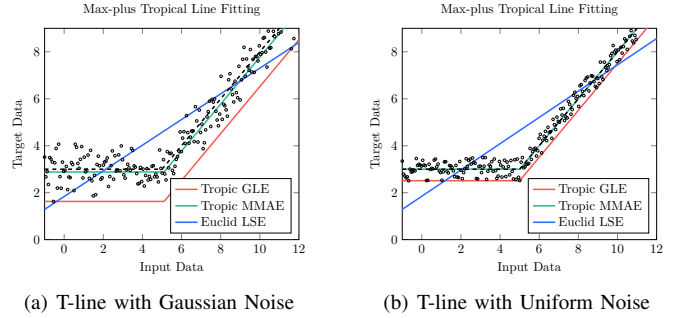 Max-plus Tropical Line Fitting
8
6
4
2
0
Target Data
0 2 4 6 8 10 12
Input Data
Tropic GLE
Tropic MMAE
Euclid LSE
(a) T-line with Gaussian Noise
Max-plus Tropical Line Fitting
8
6
4
2
0
Target Data
0 2 4 6 8 10 12
Input Data
Tropic GLE
Tropic MMAE
Euclid LSE
(b) T-line with Uniform Noise